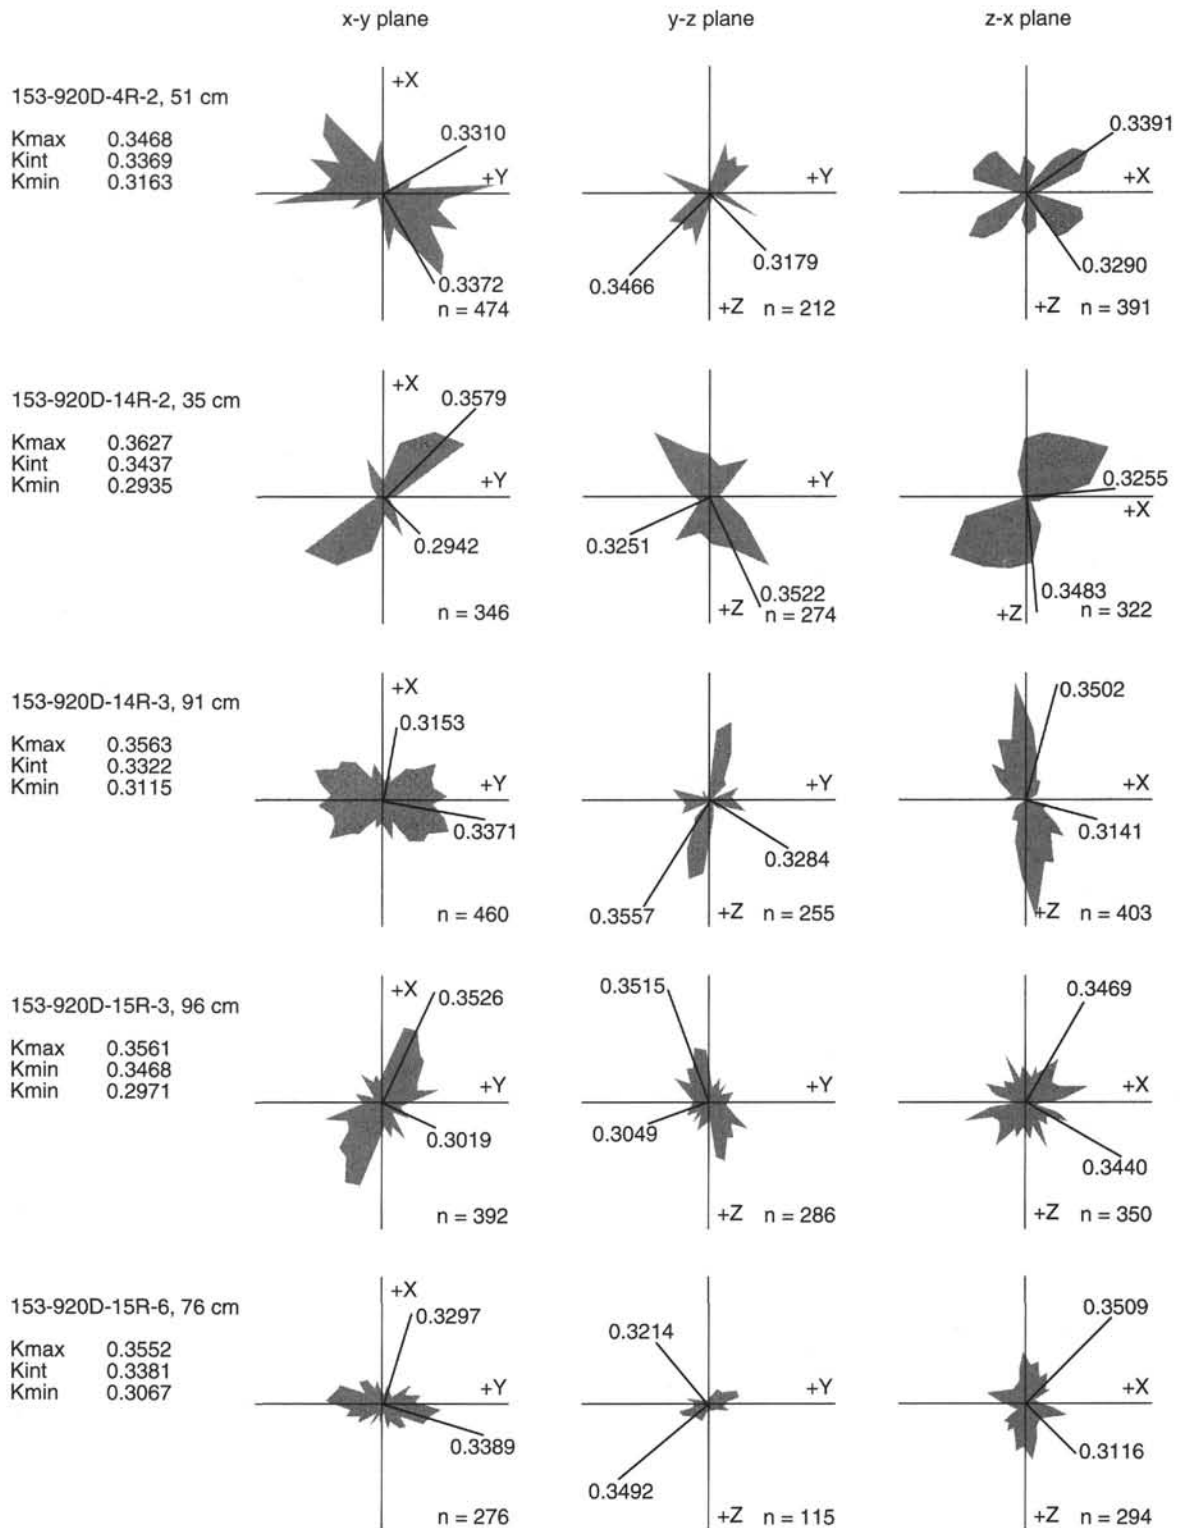 x-y plane y-z plane z-x plane
153-920D-4R-2, 51 cm
Kmax 0.3468
Kint 0.3369
Kmin 0.3163
+X
0.3310
+Y
0.3372
n = 474
+Y
0.3179
0.3466
+Z n = 212
0.3391
+X
0.3290
+Z n = 391
153-920D-14R-2, 35 cm
Kmax 0.3627
Kint 0.3437
Kmin 0.2935
+X
0.3579
+Y
0.2942
n = 346
+Y
0.3251
0.3522
+Z n = 274
0.3255
+X
0.3483
+Z n = 322
153-920D-14R-3, 91 cm
Kmax 0.3563
Kint 0.3322
Kmin 0.3115
+X
0.3153
+Y
0.3371
n = 460
+Y
0.3284
0.3557
+Z n = 255
0.3502
+X
0.3141
+Z n = 403
153-920D-15R-3, 96 cm
Kmax 0.3561
Kmin 0.3468
Kmin 0.2971
+X
0.3526
+Y
0.3019
n = 392
0.3515
+Y
0.3049
+Z n = 286
0.3469
+X
0.3440
+Z n = 350
153-920D-15R-6, 76 cm
Kmax 0.3552
Kint 0.3381
Kmin 0.3067
+X
0.3297
+Y
0.3389
n = 276
0.3214
+Y
0.3492
+Z n = 115
0.3509
+X
0.3116
+Z n = 294